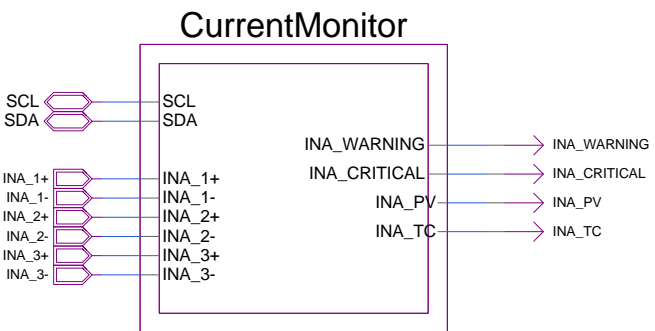 CurrentMonitor
SCL SCL
SDA SDA
INA_WARNING INA_WARNING
INA_CRITICAL INA_CRITICAL
INA_1+ INA_1+
INA_1- INA_1-
INA_PV INA_PV
INA_2+ INA_2+
INA_TC INA_TC
INA_2- INA_2-
INA_3+ INA_3+
INA_3- INA_3-